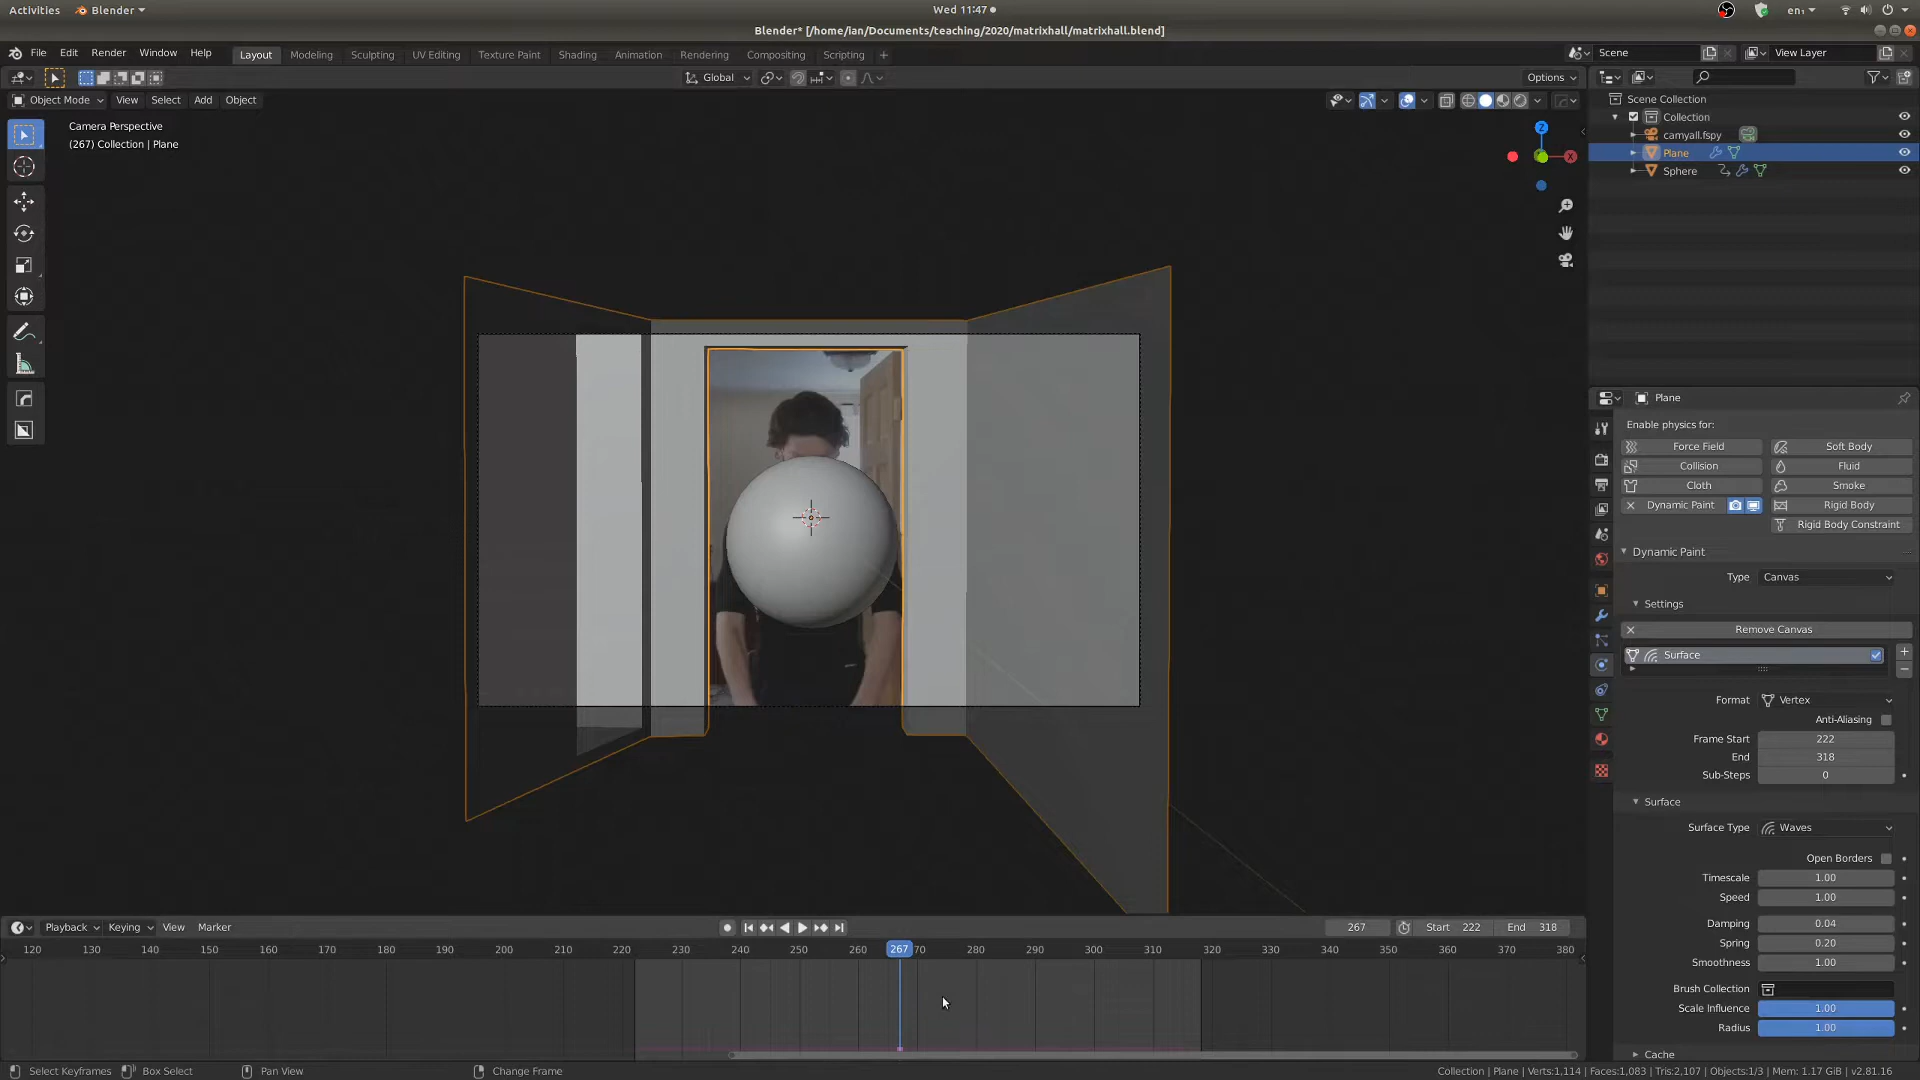 Activities Blender Wed 11:47 en₁
Blender* [/home/ian/Documents/teaching/2020/matrixhall/matrixhall.blend]
File Edit Render Window Help Layout Modeling Sculpting UV Editing Texture Paint Shading Animation Rendering Compositing Scripting + Scene View Layer
Global Options
Object Mode View Select Add Object
Camera Perspective
(267) Collection | Plane
Z
X
Scene Collection
Collection
camyall.fspy
Plane
Sphere
Plane
Enable physics for:
Force Field Soft Body
Collision Fluid
Cloth Smoke
Dynamic Paint Rigid Body
Rigid Body Constraint
Dynamic Paint
Type Canvas
Settings
Remove Canvas
Surface
Format Vertex
Anti-Aliasing
Frame Start 222
End 318
Sub-Steps 0
Surface
Surface Type Waves
Open Borders
Timescale 1.00
Speed 1.00
Damping 0.04
Spring 0.20
Smoothness 1.00
Brush Collection
Scale Influence 1.00
Radius 1.00
Cache
Playback Keying View Marker 267 Start 222 End 318
120 130 140 150 160 170 180 190 200 210 220 230 240 250 260 267 70 280 290 300 310 320 330 340 350 360 370 380
Select Keyframes Box Select Pan View Change Frame Collection | Plane | Verts:1,114 | Faces:1,083 | Tris:2,107 | Objects:1/3 | Mem: 1.17 GiB | v2.81.16